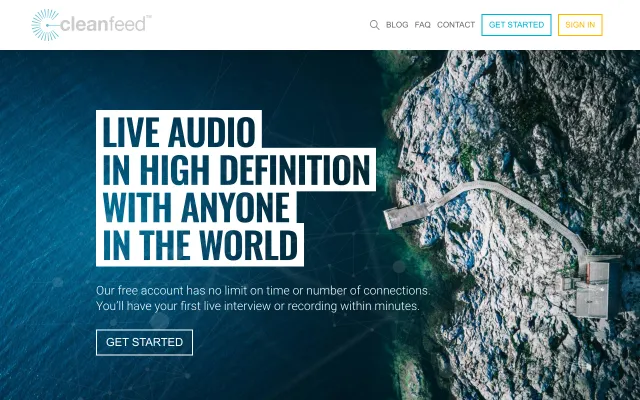 cleanfeed™
BLOG FAQ CONTACT GET STARTED SIGN IN
LIVE AUDIO
IN HIGH DEFINITION
WITH ANYONE
IN THE WORLD
Our free account has no limit on time or number of connections.
You'll have your first live interview or recording within minutes.
GET STARTED